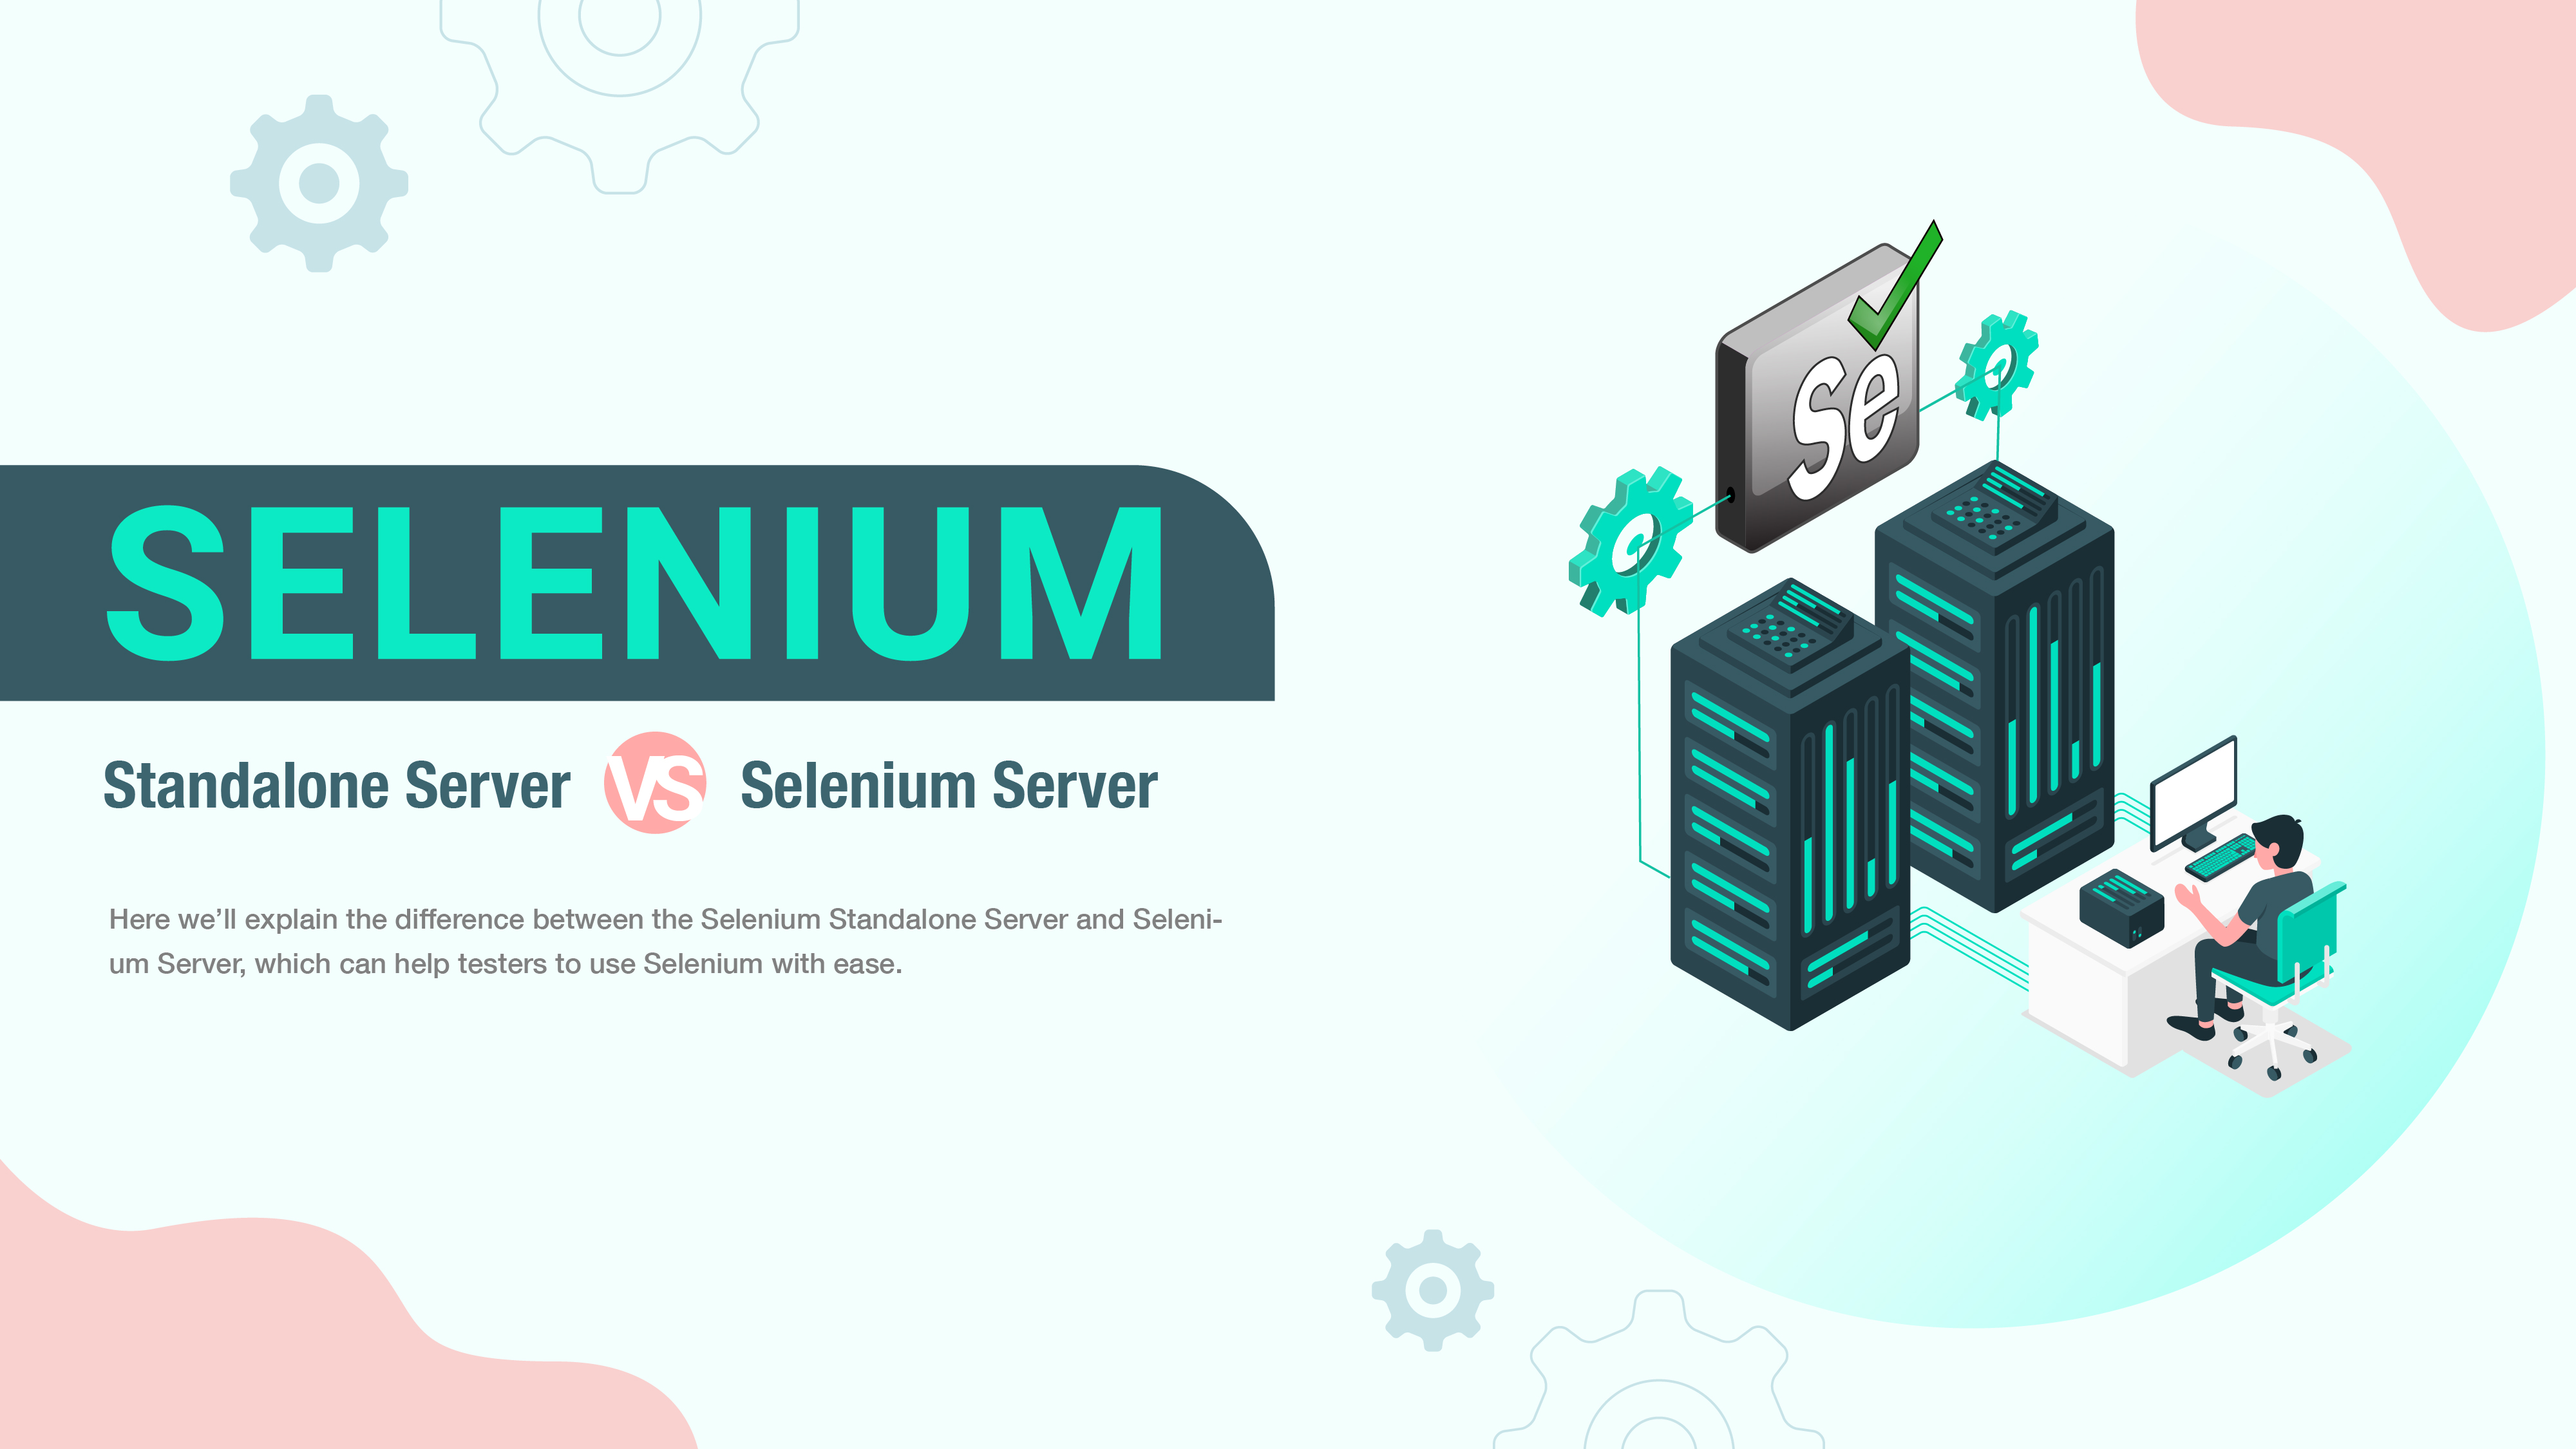 SELENIUM
Standalone Server VS Selenium Server
Here we’ll explain the difference between the Selenium Standalone Server and Seleni-
um Server, which can help testers to use Selenium with ease.
Se